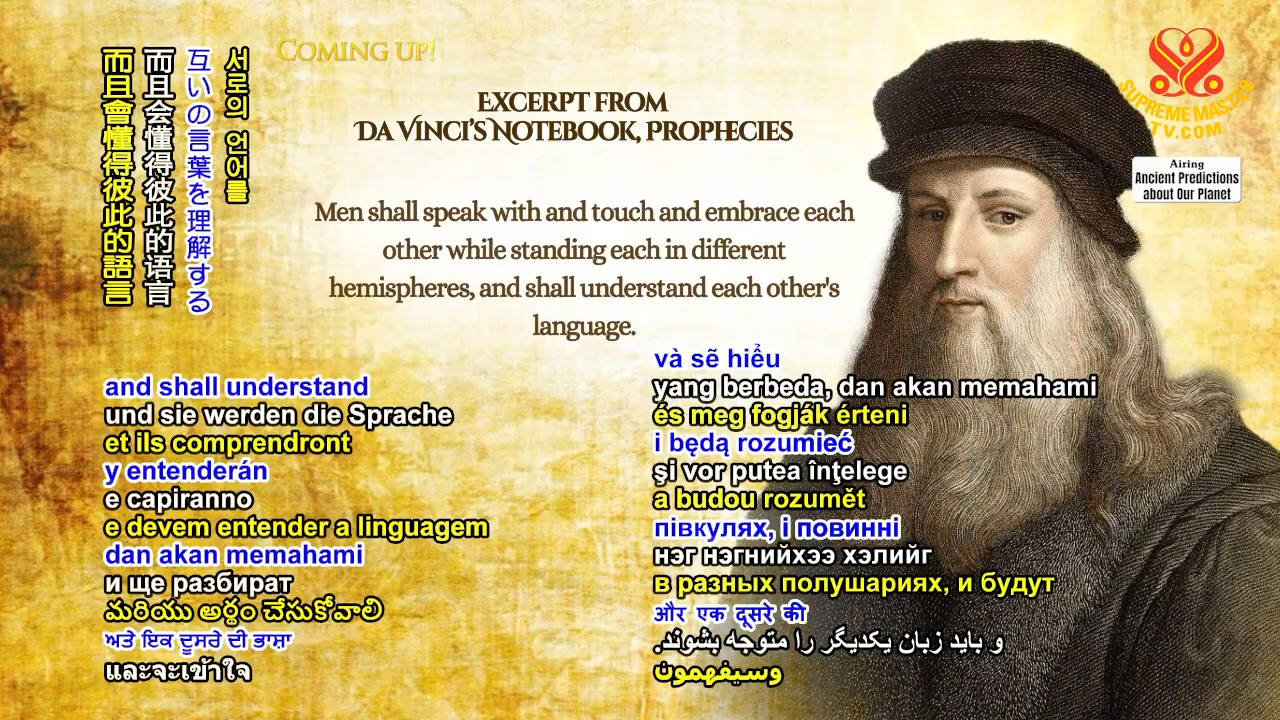 COMING UP!
EXCERPT FROM
DA VINCI'S NOTEBOOK, PROPHECIES
Men shall speak with and touch and embrace each
other while standing each in different
hemispheres, and shall understand each other's
language.
SUPREME MASTER
TV.COM
Airing
Ancient Predictions
about Our Planet
서로의 언어를
互いの言葉を理解する
而且会懂得彼此的语言
而且會懂得彼此的語言
and shall understand
und sie werden die Sprache
et ils comprendront
y entenderán
e capiranno
e devem entender a linguagem
dan akan memahami
и ще разбират
మరియు అర్థం చేసుకోవాలి
ਅਤੇ ਇਕ ਦੂਸਰੇ ਦੀ ਭਾਸ਼ਾ
และจะเข้าใจ
và sẽ hiểu
yang berbeda, dan akan memahami
és meg fogják érteni
i będą rozumieć
şi vor putea înţelege
a budou rozumět
півкулях, і повинні
нэг нэгнийхээ хэлийг
в разных полушариях, и будут
और एक दूसरे की
و باید زبان یکدیگر را متوجه بشوند.
وسيفهمون